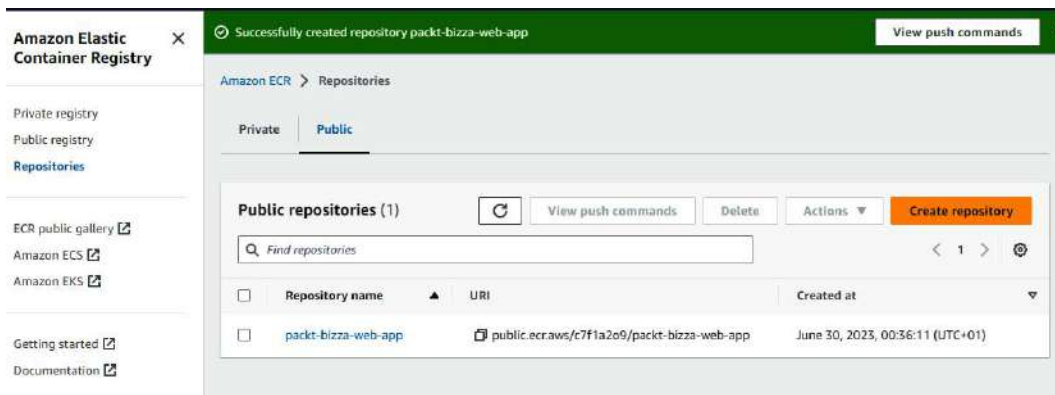 Amazon Elastic
Container Registry
Private registry
Public registry
Repositories
ECR public gallery
Amazon ECS
Amazon EKS
Getting started
Documentation
Successfully created repository packt-bizza-web-app
View push commands
Amazon ECR > Repositories
Private
Public
Public repositories (1)
View push commands
Delete
Actions
Create repository
Find repositories
1
Repository name
URI
Created at
packt-bizza-web-app
public.ecr.aws/c7f1a2o9/packt-bizza-web-app
June 30, 2023, 00:36:11 (UTC+01)